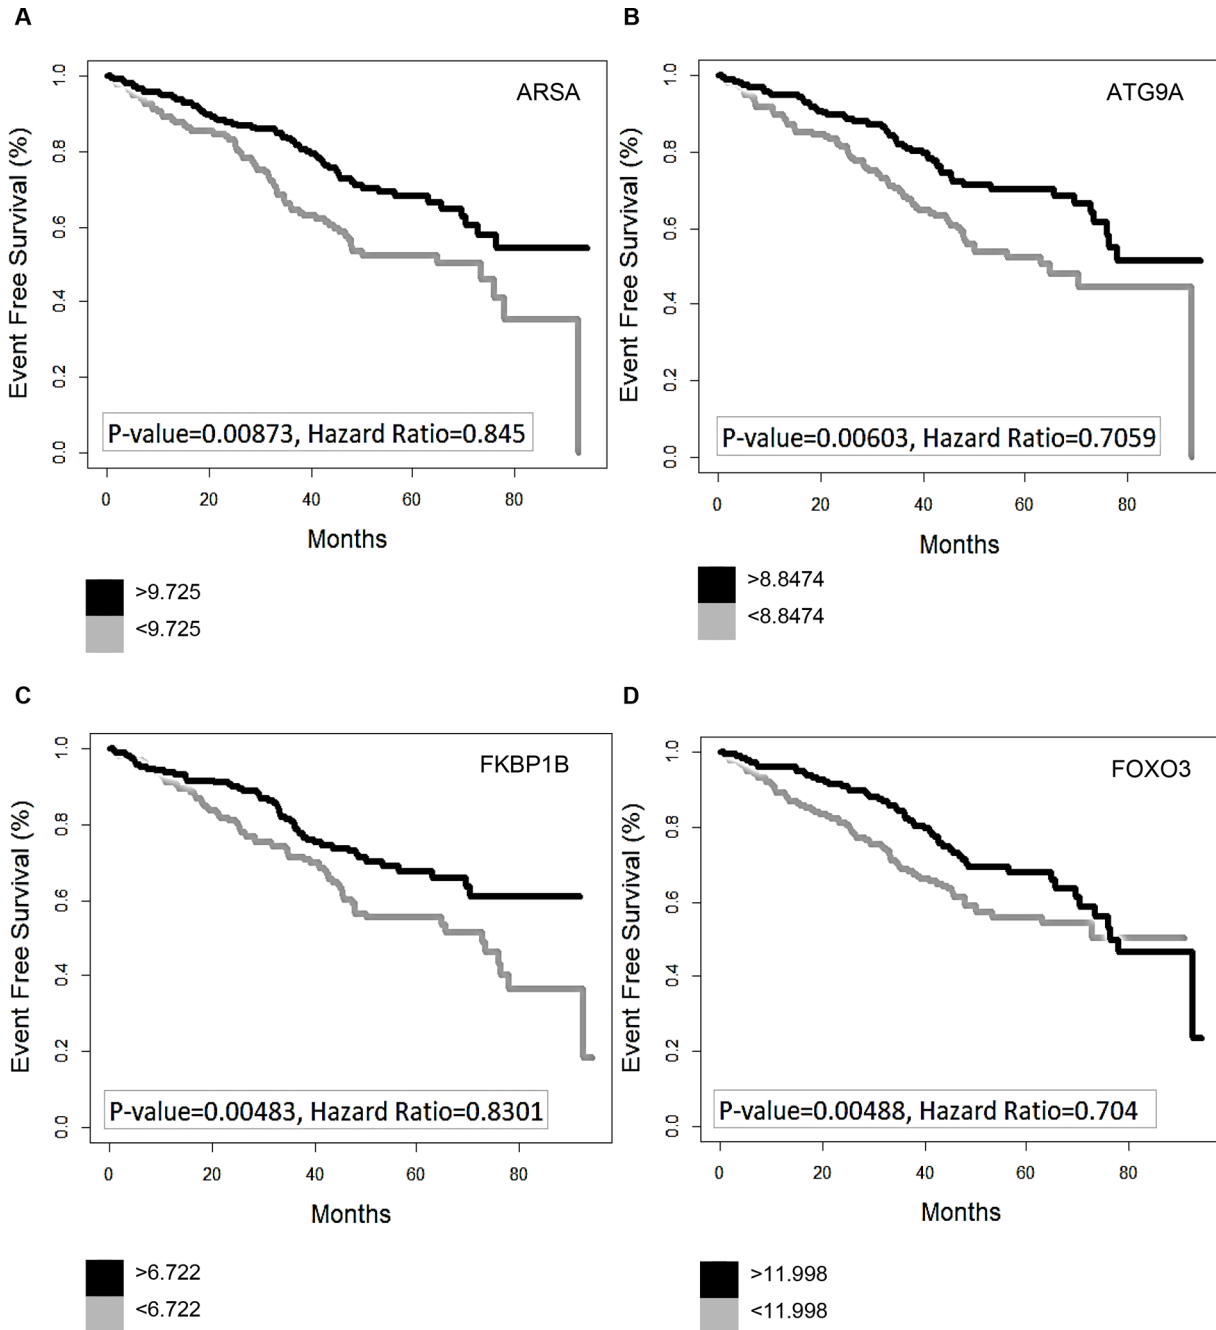 A
ARSA
Event Free Survival (%)
1.0
0.8
0.6
0.4
0.2
0.0
P-value=0.00873, Hazard Ratio=0.845
0 20 40 60 80
Months
>9.725
<9.725
B
ATG9A
Event Free Survival (%)
1.0
0.8
0.6
0.4
0.2
0.0
P-value=0.00603, Hazard Ratio=0.7059
0 20 40 60 80
Months
>8.8474
<8.8474
C
FKBP1B
Event Free Survival (%)
1.0
0.8
0.6
0.4
0.2
0.0
P-value=0.00483, Hazard Ratio=0.8301
0 20 40 60 80
Months
>6.722
<6.722
D
FOXO3
Event Free Survival (%)
1.0
0.8
0.6
0.4
0.2
0.0
P-value=0.00488, Hazard Ratio=0.704
0 20 40 60 80
Months
>11.998
<11.998